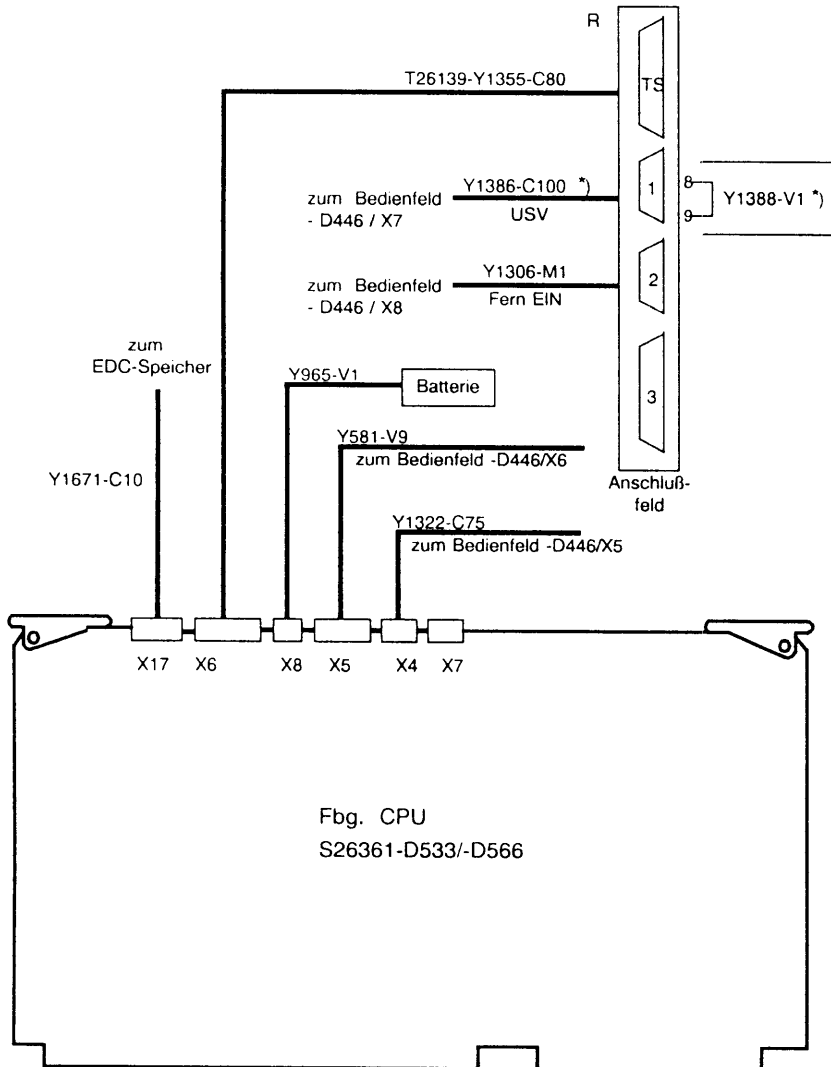 R
T26139-Y1355-C80
TS
zum Bedienfeld
- D446 / X7
Y1386-C100 *)
USV
1
8
9
Y1388-V1 *)
zum Bedienfeld
- D446 / X8
Y1306-M1
Fern EIN
2
zum
EDC-Speicher
Y965-V1
Batterie
3
Y581-V9
zum Bedienfeld -D446/X6
Y1671-C10
Anschluß-
feld
Y1322-C75
zum Bedienfeld -D446/X5
X17 X6 X8 X5 X4 X7
Fbg. CPU
S26361-D533/-D566